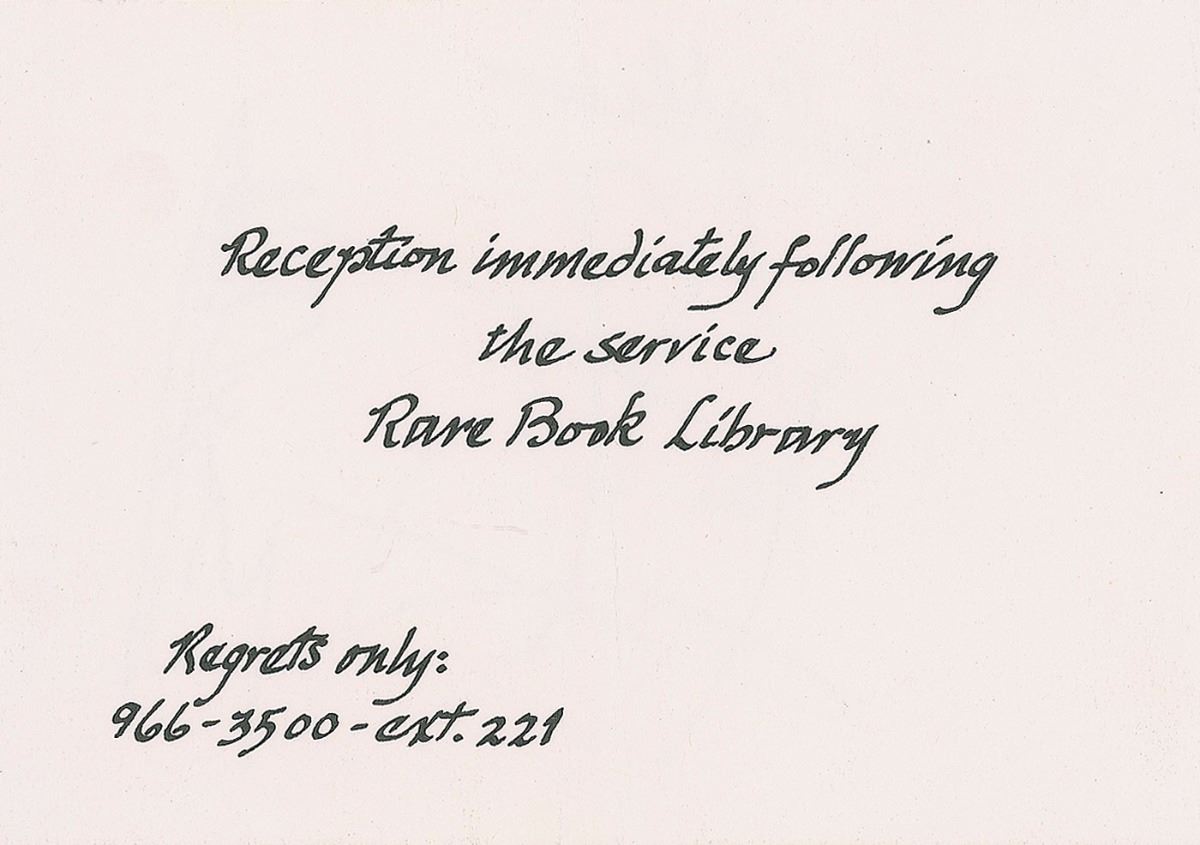 Reception immediately following
the service
Rare Book Library
Regrets only:
966-3500-ext. 221